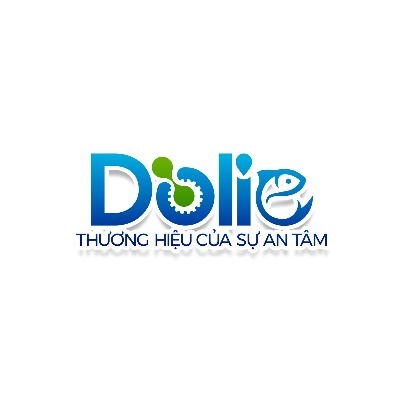 Dolie
THƯƠNG HIỆU CỦA SỰ AN TÂM